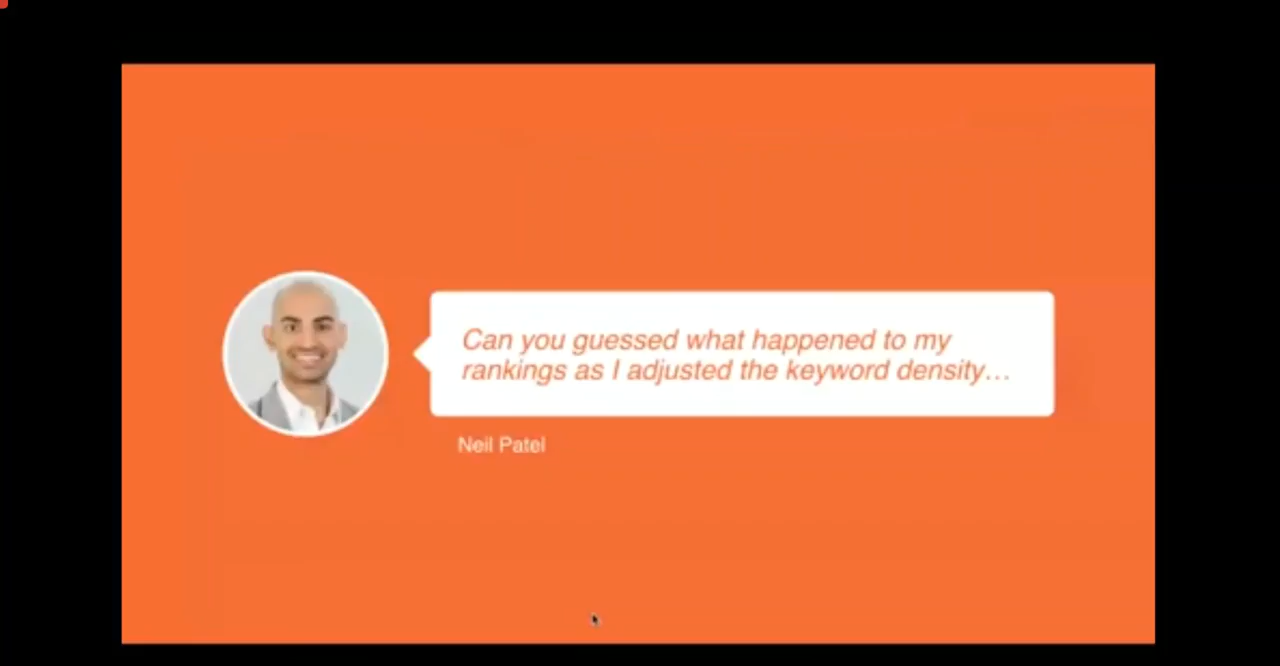 Can you guessed what happened to my
rankings as I adjusted the keyword density…
Neil Patel